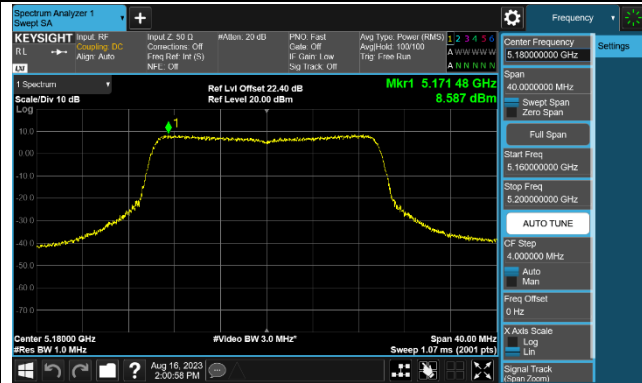 Spectrum Analyzer 1
Swept SA
Frequency
KEYSIGHT
RL
LXI
Input: RF
Coupling: DC
Align: Auto
Input Z: 50 Ω
Corrections: Off
Freq Ref: Int (S)
NFE: Off
#Atten: 20 dB
PNO: Fast
Gate: Off
IF Gain: Low
Sig Track: Off
Avg Type: Power (RMS)
Avg|Hold: 100/100
Trig: Free Run
1 2 3 4 5 6
A W W W W W
A N N N N N
1 Spectrum
Scale/Div 10 dB
Log
Ref Lvl Offset 22.40 dB
Ref Level 20.00 dBm
Mkr1 5.171 48 GHz
8.587 dBm
1
10.0
0.00
-10.0
-20.0
-30.0
-40.0
-50.0
-60.0
-70.0
Center 5.18000 GHz
#Res BW 1.0 MHz
#Video BW 3.0 MHz*
Span 40.00 MHz
Sweep 1.07 ms (2001 pts)
Center Frequency
5.180000000 GHz
Span
40.0000000 MHz
Swept Span
Zero Span
Full Span
Start Freq
5.160000000 GHz
Stop Freq
5.200000000 GHz
AUTO TUNE
CF Step
4.000000 MHz
Auto
Man
Freq Offset
0 Hz
X Axis Scale
Log
Lin
Signal Track
(Span Zoom)
Settings
Aug 16, 2023
2:00:58 PM